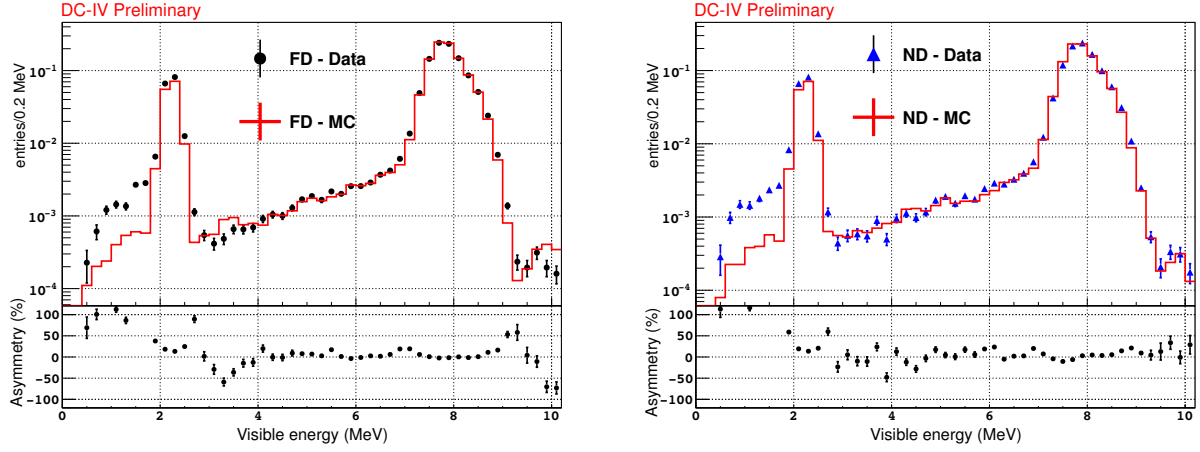 DC-IV Preliminary
FD - Data
FD - MC
entries/0.2 MeV
10⁻¹
10⁻²
10⁻³
10⁻⁴
Asymmetry (%)
100
50
0
−50
−100
0 2 4 6 8 10
Visible energy (MeV)
DC-IV Preliminary
ND - Data
ND - MC
entries/0.2 MeV
10⁻¹
10⁻²
10⁻³
10⁻⁴
Asymmetry (%)
100
50
0
−50
−100
0 2 4 6 8 10
Visible energy (MeV)